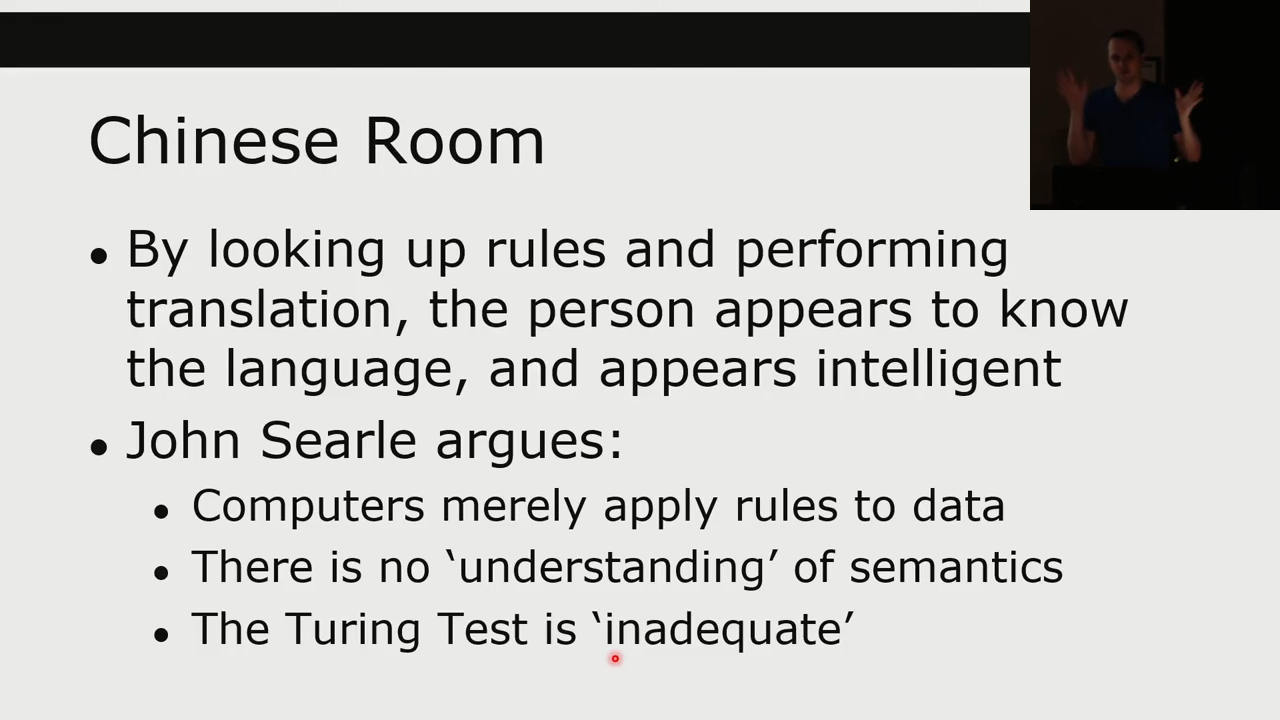 Chinese Room
• By looking up rules and performing
translation, the person appears to know
the language, and appears intelligent
• John Searle argues:
• Computers merely apply rules to data
• There is no ‘understanding’ of semantics
• The Turing Test is ‘inadequate’